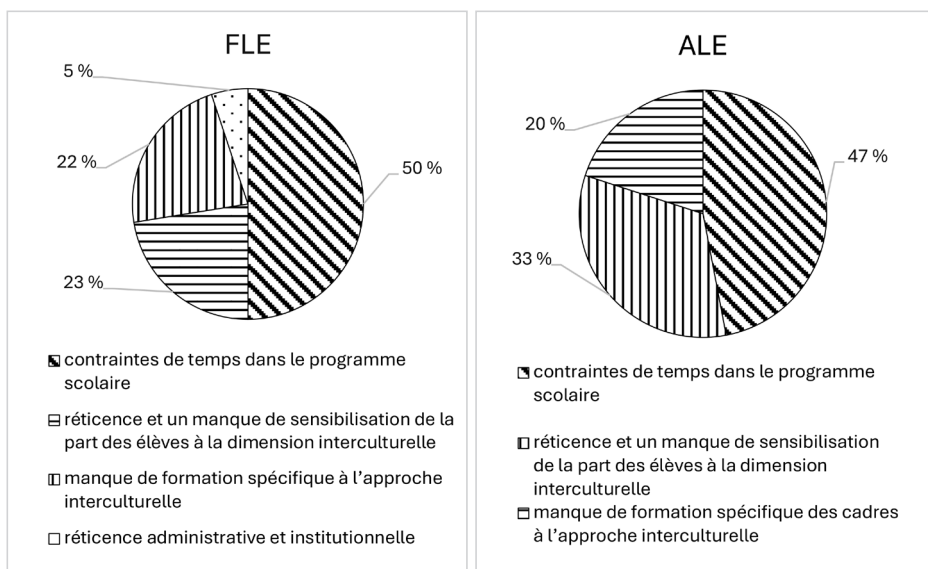 FLE
5 %
22 %
50 %
23 %
contraintes de temps dans le programme
scolaire
réticence et un manque de sensibilisation de la
part des élèves à la dimension interculturelle
manque de formation spécifique à l’approche
interculturelle
réticence administrative et institutionnelle
ALE
20 %
47 %
33 %
contraintes de temps dans le programme
scolaire
réticence et un manque de sensibilisation
de la part des élèves à la dimension
interculturelle
manque de formation spécifique des cadres
à l’approche interculturelle